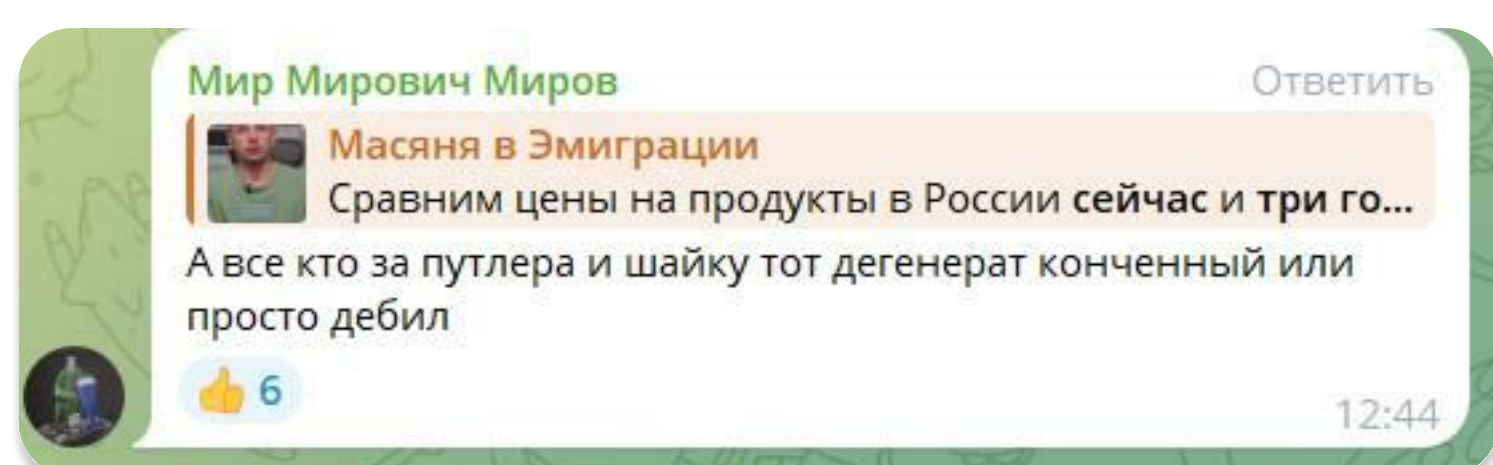 Мир Мирович Миров
Ответить
Масяня в Эмиграции
Сравним цены на продукты в России сейчас и три го...
А все кто за путлера и шайку тот дегенерат конченный или
просто дебил
👍 6
12:44